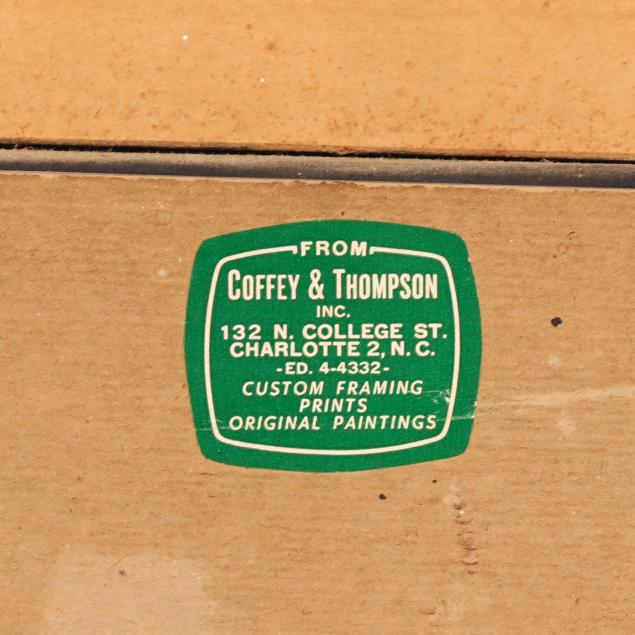 FROM
COFFEY & THOMPSON
INC.
132 N. COLLEGE ST.
CHARLOTTE 2, N. C.
-ED. 4-4332-
CUSTOM FRAMING
PRINTS
ORIGINAL PAINTINGS